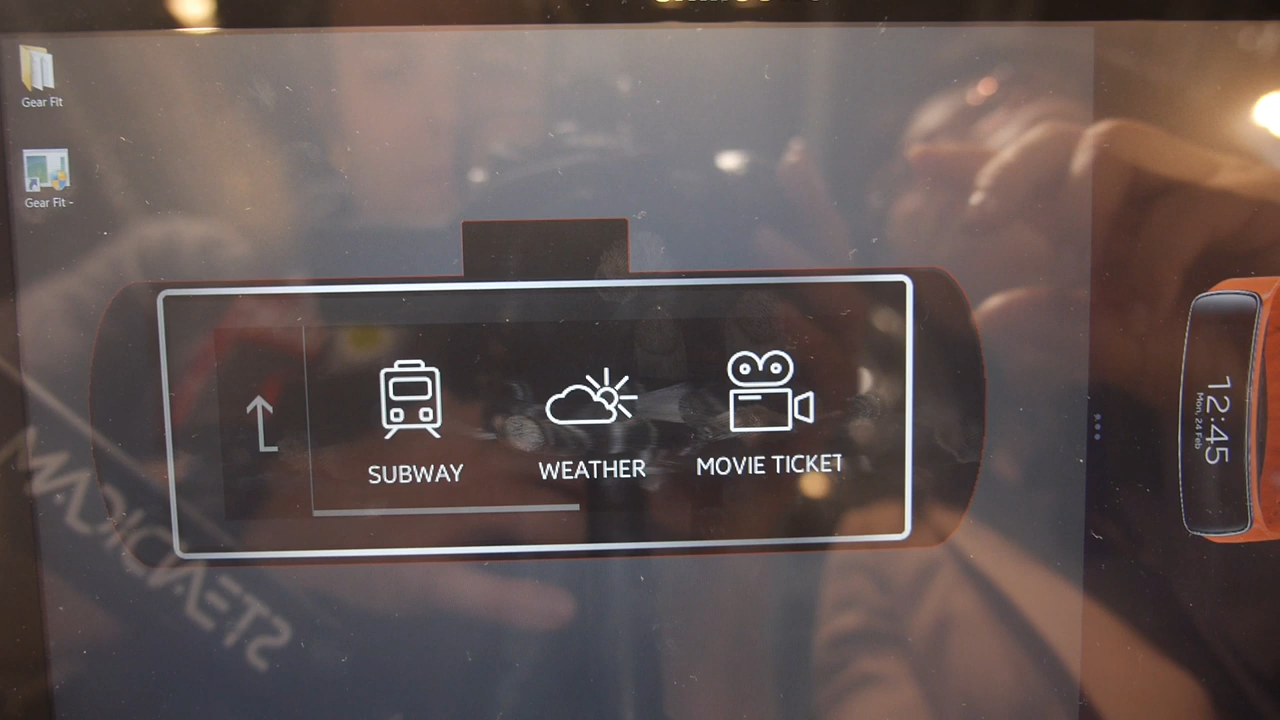 Gear Fit
Gear Fit -
SUBWAY
WEATHER
MOVIE TICKET
12:45
Mon, 24 Feb